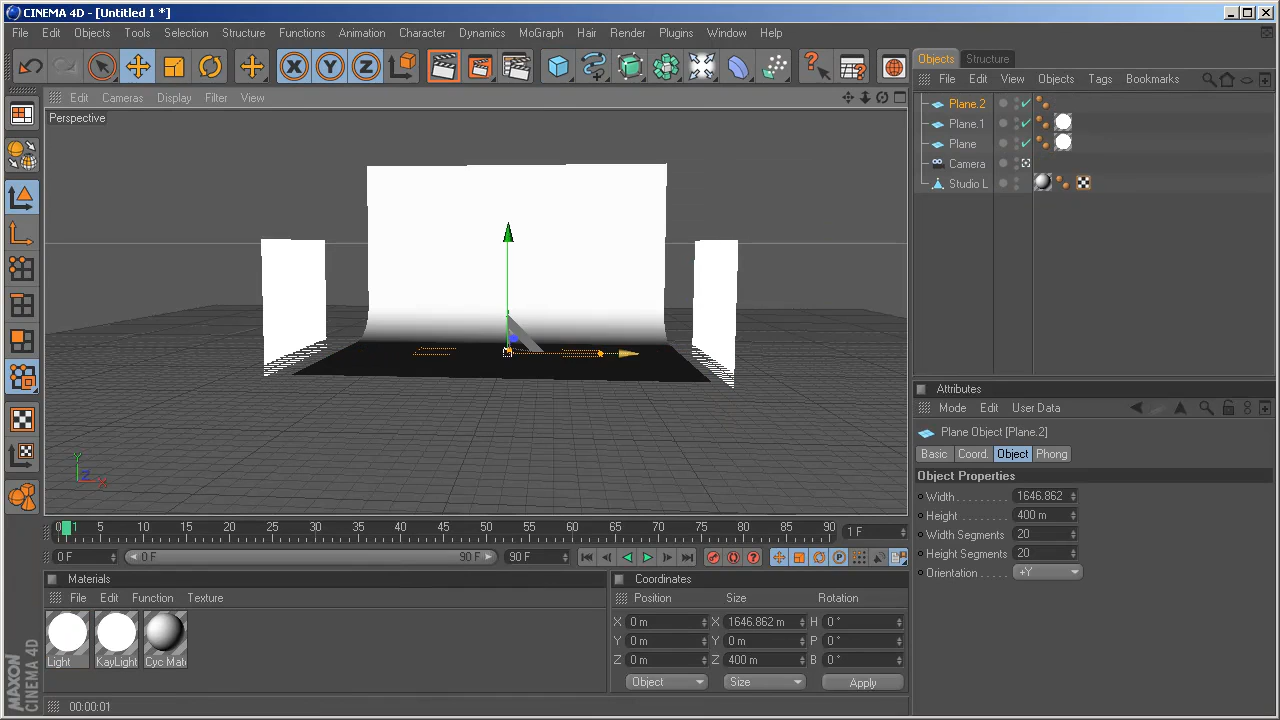 CINEMA 4D - [Untitled 1 *]
File Edit Objects Tools Selection Structure Functions Animation Character Dynamics MoGraph Hair Render Plugins Window Help
Objects Structure
File Edit View Objects Tags Bookmarks
Edit Cameras Display Filter View
Perspective
Plane.2
Plane.1
Plane
Camera
Studio L
Attributes
Mode Edit User Data
Plane Object [Plane.2]
Basic Coord. Object Phong
Object Properties
Width 1646.862
Height 400 m
Width Segments 20
Height Segments 20
Orientation +Y
Y
Z
X
0 1 5 10 15 20 25 30 35 40 45 50 55 60 65 70 75 80 85 90 1 F
0 F 0 F 90 F 90 F
Materials
File Edit Function Texture
Light KayLight Cyc Mate
Coordinates
Position Size Rotation
X 0 m X 1646.862 m H 0 °
Y 0 m Y 0 m P 0 °
Z 0 m Z 400 m B 0 °
Object Size Apply
MAXON
CINEMA 4D
00:00:01